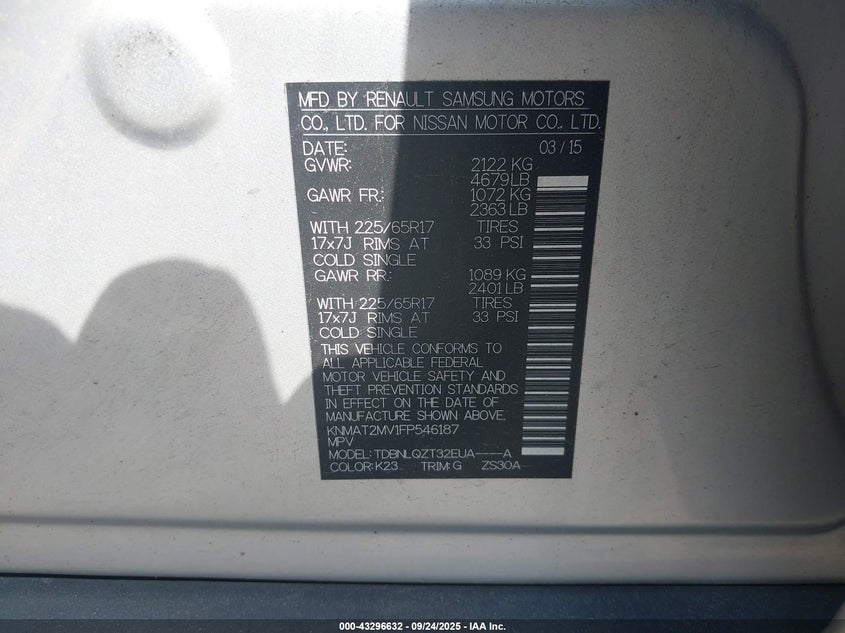 MFD BY RENAULT SAMSUNG MOTORS
CO., LTD. FOR NISSAN MOTOR CO., LTD.
DATE: 03 / 15
GVWR: 2122 KG
4679 LB
GAWR FR.: 1072 KG
2363 LB
WITH 225/65R17 TIRES
17x7J RIMS AT 33 PSI
COLD SINGLE
GAWR RR.: 1089 KG
2401 LB
WITH 225/65R17 TIRES
17x7J RIMS AT 33 PSI
COLD SINGLE
THIS VEHICLE CONFORMS TO
ALL APPLICABLE FEDERAL
MOTOR VEHICLE SAFETY AND
THEFT PREVENTION STANDARDS
IN EFFECT ON THE DATE OF
MANUFACTURE SHOWN ABOVE.
KNMAT2MV1FP546187
MPV
MODEL: TDBNLQZT32EUA----A
COLOR: K23 TRIM: G ZS30A
000-43296632 - 09/24/2025 - IAA Inc.